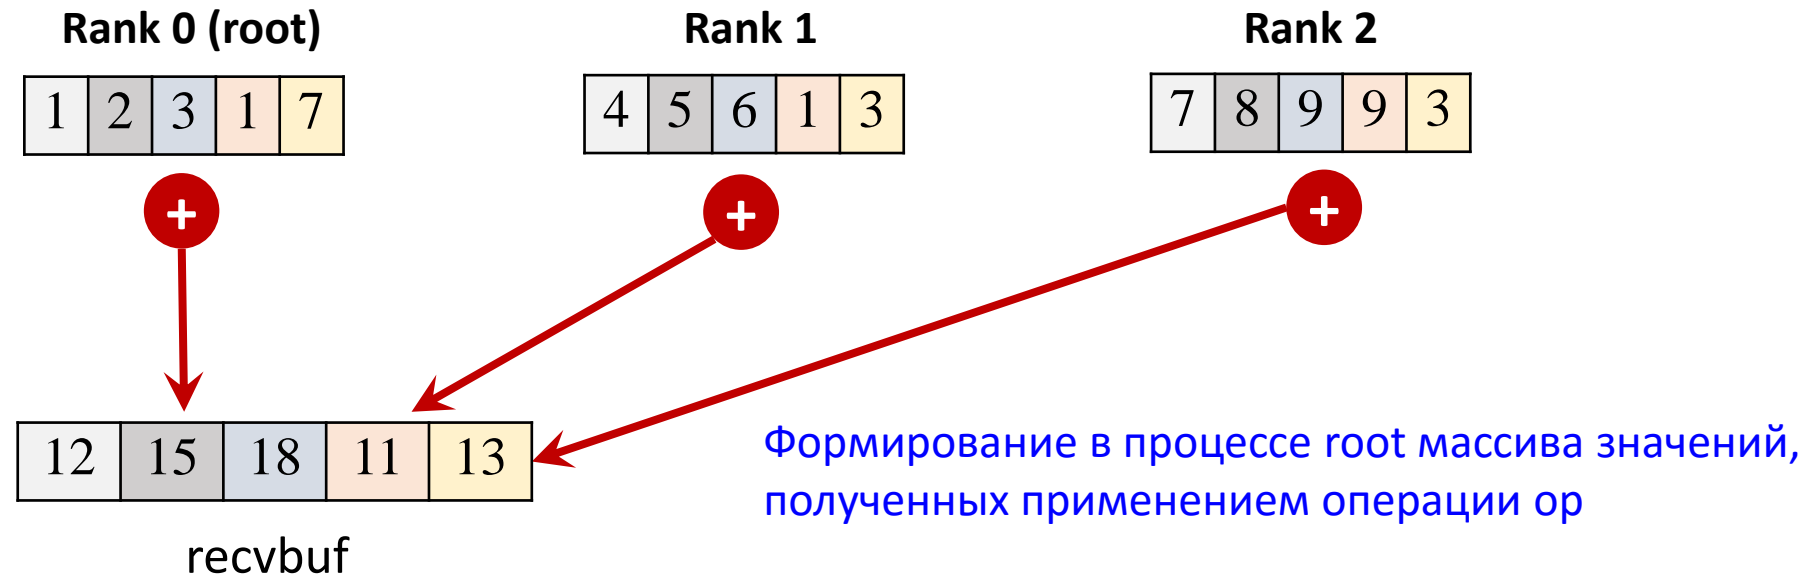 Rank 0 (root) Rank 1 Rank 2
1 2 3 1 7 4 5 6 1 3 7 8 9 9 3
+ + +
12 15 18 11 13
Формирование в процессе root массива значений,
полученных применением операции op
recvbuf